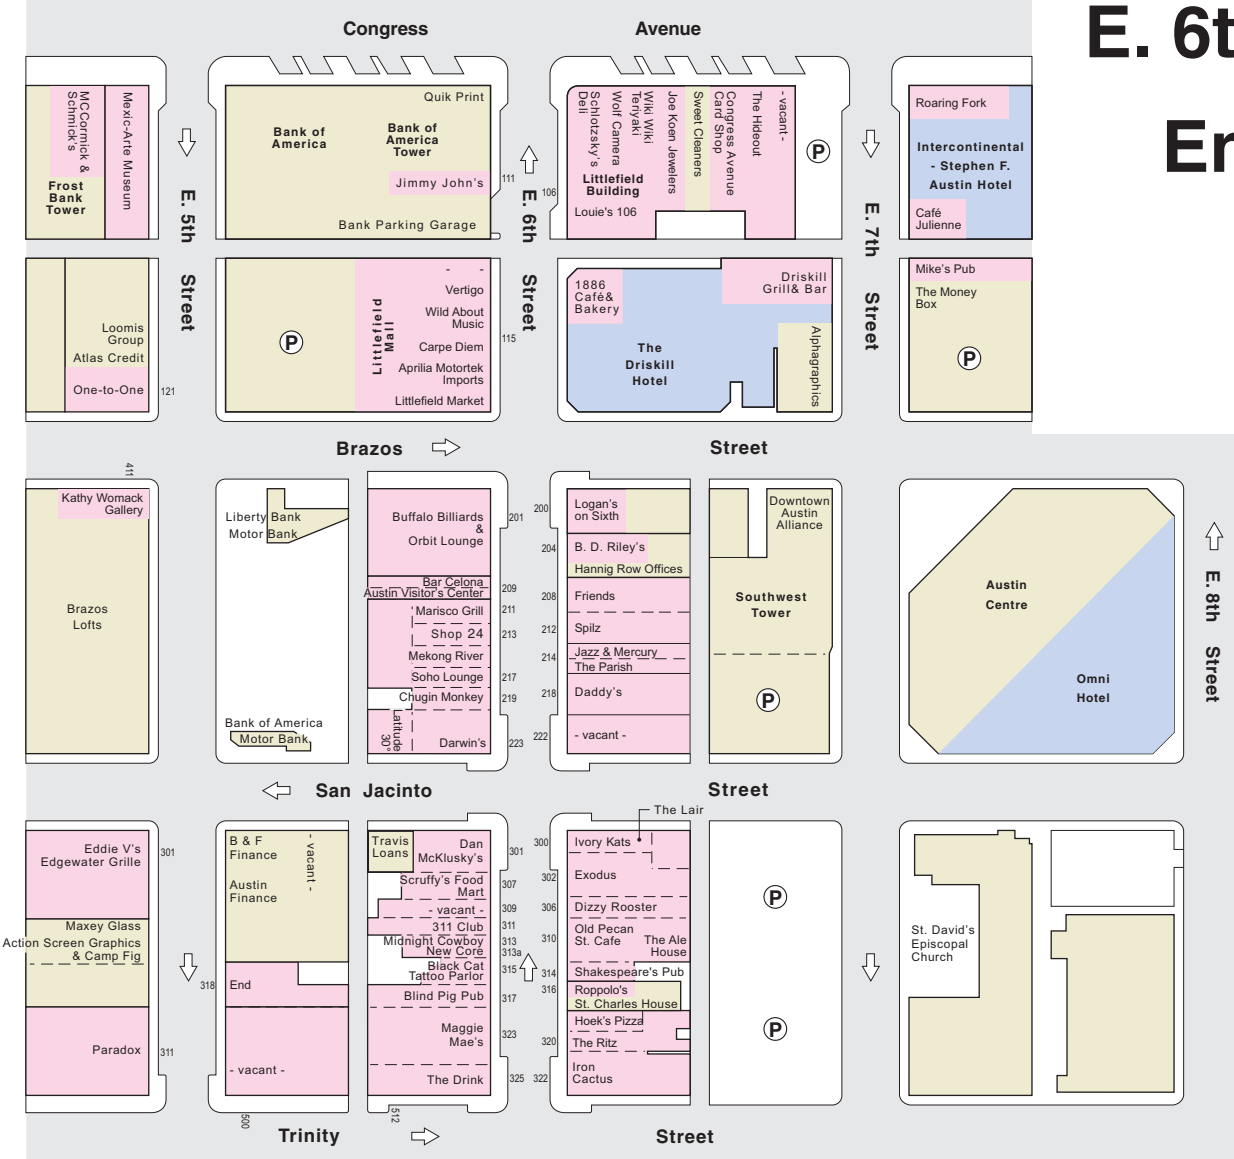 E. 6t
Er
Congress Avenue
MCCormick &
Schmick's
Mexic-Arte Museum
Frost
Bank
Tower
E. 5th Street
Bank of
America
Quik Print
Bank of
America
Tower
Jimmy John's
Bank Parking Garage
111
E. 6th Street
106
Schlotzsky's
Deli
Wolf Camera
Wiki Wiki
Teriyaki
Joe Koen Jewelers
Sweet Cleaners
Congress Avenue
Card Shop
The Hideout
- vacant -
Littlefield
Building
Louie's 106
P
E. 7th Street
Roaring Fork
Intercontinental
- Stephen F.
Austin Hotel
Café
Julienne
Loomis
Group
Atlas Credit
One-to-One
121
P
Littlefield
Mall
- -
Vertigo
Wild About
Music
Carpe Diem
Aprilia Motortek
Imports
Littlefield Market
115
1886
Café&
Bakery
The
Driskill
Hotel
Driskill
Grill& Bar
Alphagraphics
Mike's Pub
The Money
Box
P
Brazos Street
411
Kathy Womack
Gallery
Brazos
Lofts
Liberty Bank
Motor Bank
Bank of America
Motor Bank
Buffalo Billiards
&
Orbit Lounge
201
Bar Celona
Austin Visitor's Center
209
Marisco Grill
211
Shop 24
213
Mekong River
Soho Lounge
217
Chugin Monkey
219
Latitude
30°
Darwin's
223
200
Logan's
on Sixth
204
B. D. Riley's
Hannig Row Offices
208
Friends
212
Spilz
214
Jazz & Mercury
The Parish
218
Daddy's
222
- vacant -
Downtown
Austin
Alliance
Southwest
Tower
P
Austin
Centre
Omni
Hotel
E. 8th Street
San Jacinto Street
Eddie V's
Edgewater Grille
301
Maxey Glass
Action Screen Graphics
& Camp Fig
Paradox
311
B & F
Finance
Austin
Finance
- vacant -
318
End
- vacant -
Travis
Loans
Dan
McKlusky's
301
Scruffy's Food
Mart
307
- vacant -
309
311 Club
311
Midnight Cowboy
313
New Core
313a
Black Cat
Tattoo Parlor
315
Blind Pig Pub
317
Maggie
Mae's
323
The Drink
325
The Lair
300
Ivory Kats
302
Exodus
306
Dizzy Rooster
310
Old Pecan
St. Cafe
The Ale
House
314
Shakespeare's Pub
316
Roppolo's
St. Charles House
Hoek's Pizza
320
The Ritz
322
Iron
Cactus
P
P
St. David's
Episcopal
Church
500
512
Trinity Street